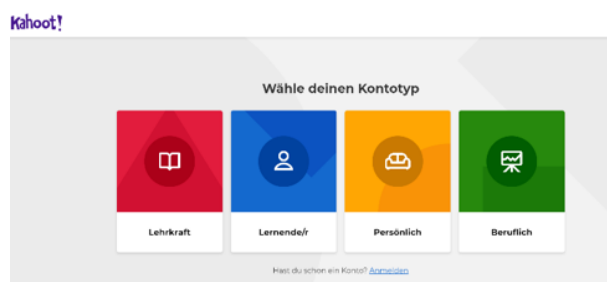 Kahoot!
Wähle deinen Kontotyp
Lehrkraft Lernende/r Persönlich Beruflich
Hast du schon ein Konto? Anmelden